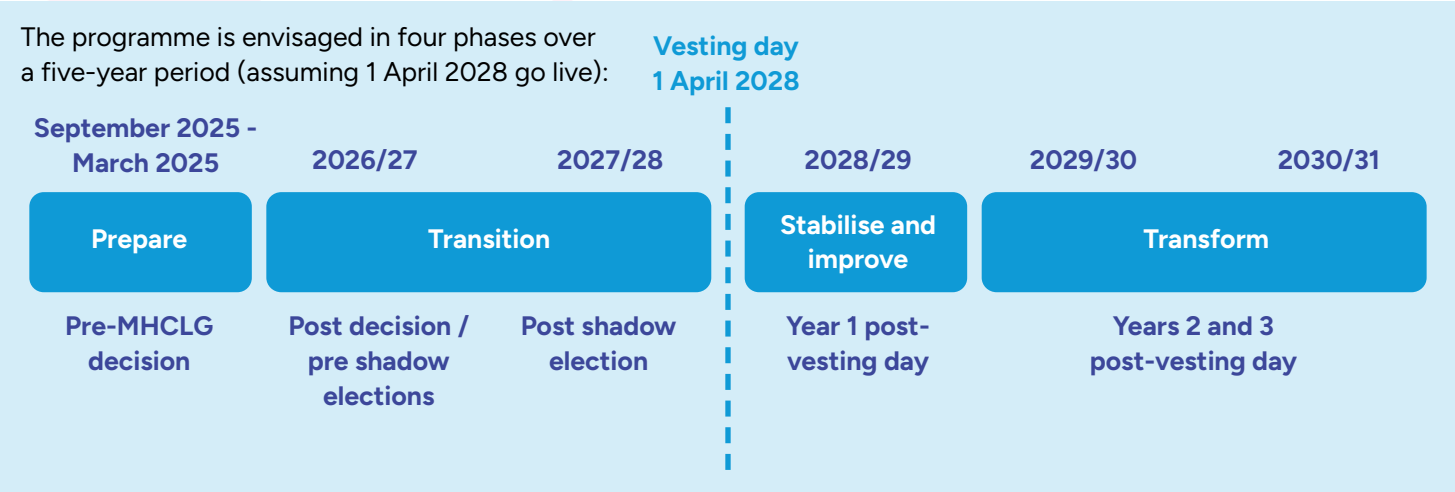 The programme is envisaged in four phases over
a five-year period (assuming 1 April 2028 go live):
Vesting day
1 April 2028
September 2025 -
March 2025
2026/27
2027/28
2028/29
2029/30
2030/31
Prepare
Transition
Stabilise and
improve
Transform
Pre-MHCLG
decision
Post decision /
pre shadow
elections
Post shadow
election
Year 1 post-
vesting day
Years 2 and 3
post-vesting day